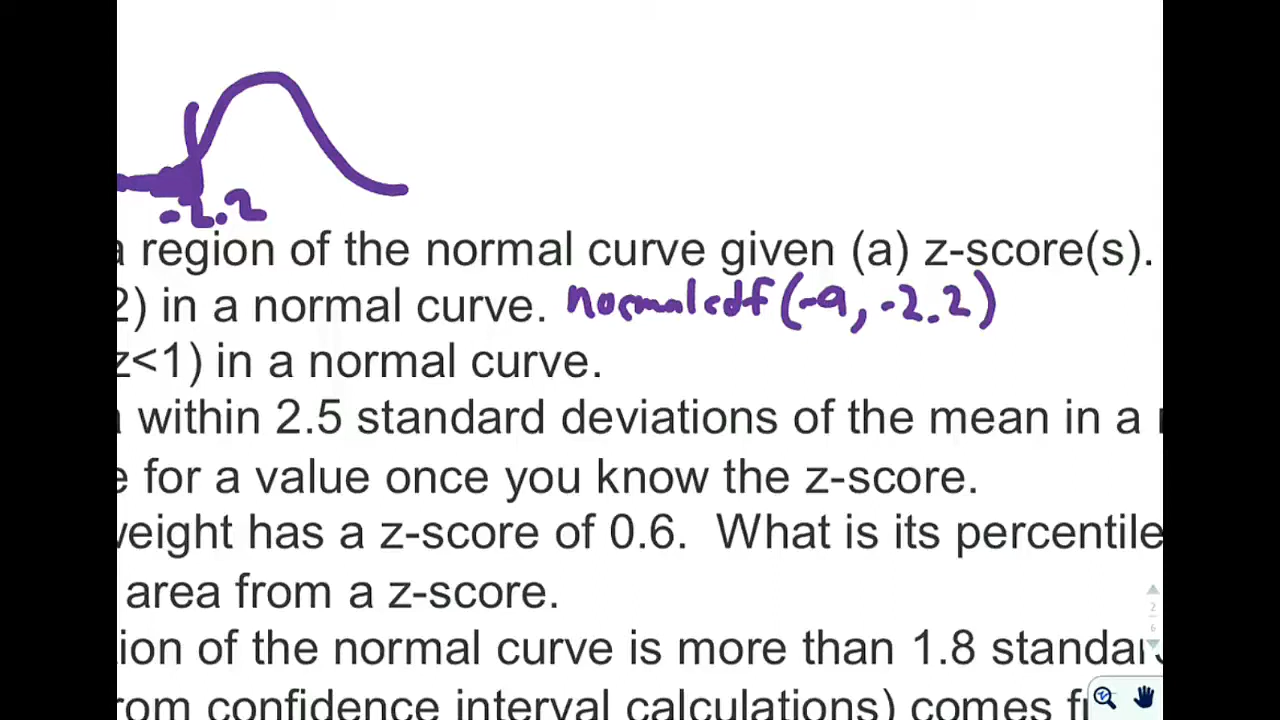 -2.2
a region of the normal curve given (a) z-score(s).
2) in a normal curve. normalcdf(-9, -2.2)
z<1) in a normal curve.
within 2.5 standard deviations of the mean in a
e for a value once you know the z-score.
weight has a z-score of 0.6. What is its percentile
area from a z-score.
ion of the normal curve is more than 1.8 standar
rom confidence interval calculations) comes f
2
6